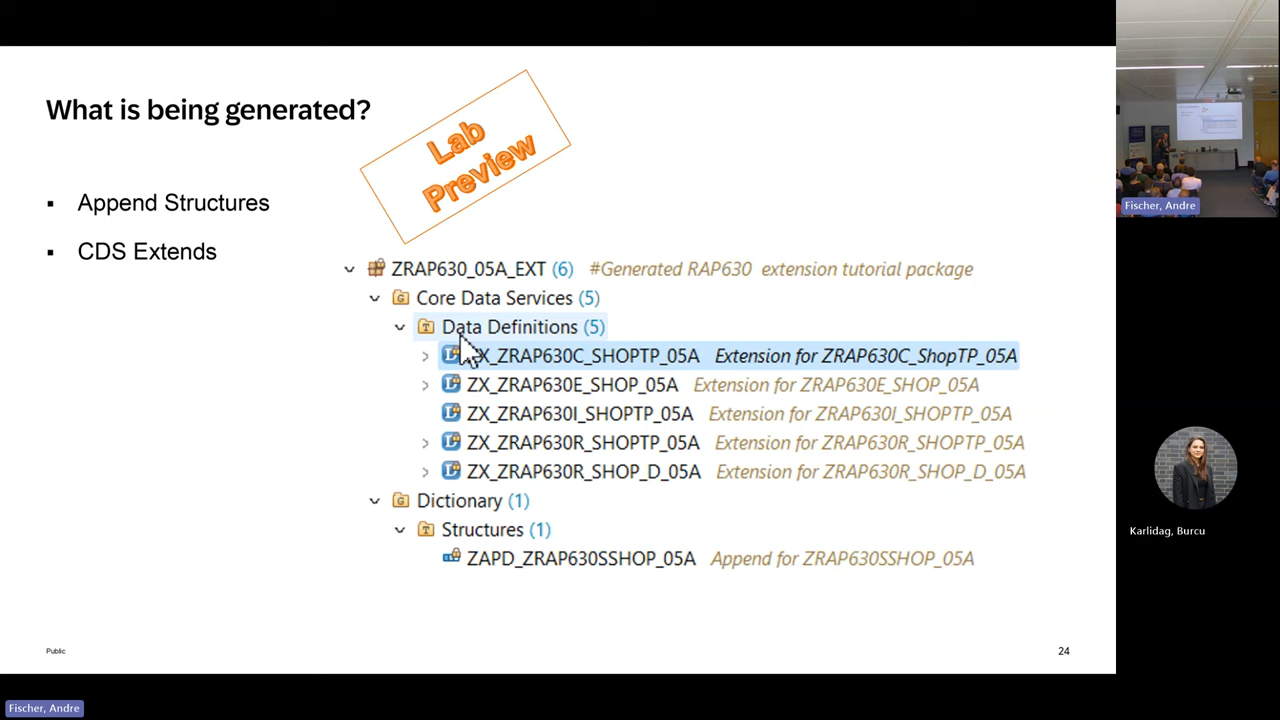 What is being generated?
Lab
Preview
▪ Append Structures
▪ CDS Extends
ZRAP630_05A_EXT (6) #Generated RAP630 extension tutorial package
Core Data Services (5)
Data Definitions (5)
ZX_ZRAP630C_SHOPTP_05A Extension for ZRAP630C_ShopTP_05A
ZX_ZRAP630E_SHOP_05A Extension for ZRAP630E_SHOP_05A
ZX_ZRAP630I_SHOPTP_05A Extension for ZRAP630I_SHOPTP_05A
ZX_ZRAP630R_SHOPTP_05A Extension for ZRAP630R_SHOPTP_05A
ZX_ZRAP630R_SHOP_D_05A Extension for ZRAP630R_SHOP_D_05A
Dictionary (1)
Structures (1)
ZAPD_ZRAP630SSHOP_05A Append for ZRAP630SSHOP_05A
Public
24
Fischer, Andre
Karlidag, Burcu
Fischer, Andre